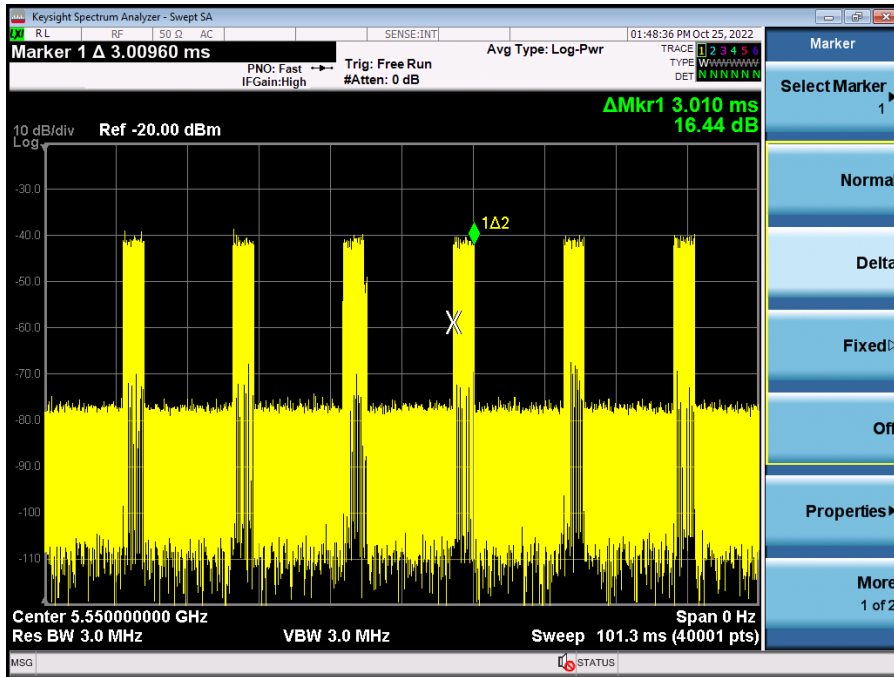 Keysight Spectrum Analyzer - Swept SA
LXI RL RF 50 Ω AC SENSE:INT 01:48:36 PM Oct 25, 2022
Marker 1 Δ 3.00960 ms
PNO: Fast
IFGain:High
Trig: Free Run
#Atten: 0 dB
Avg Type: Log-Pwr
TRACE 1 2 3 4 5 6
TYPE WWWWWW
DET N N N N N N
ΔMkr1 3.010 ms
16.44 dB
10 dB/div Ref -20.00 dBm
Log
-30.0
-40.0
-50.0
-60.0
-70.0
-80.0
-90.0
-100
-110
1Δ2
X
Center 5.550000000 GHz Span 0 Hz
Res BW 3.0 MHz VBW 3.0 MHz Sweep 101.3 ms (40001 pts)
MSG STATUS
Marker
Select Marker
1
Normal
Delta
Fixed
Off
Properties
More
1 of 2